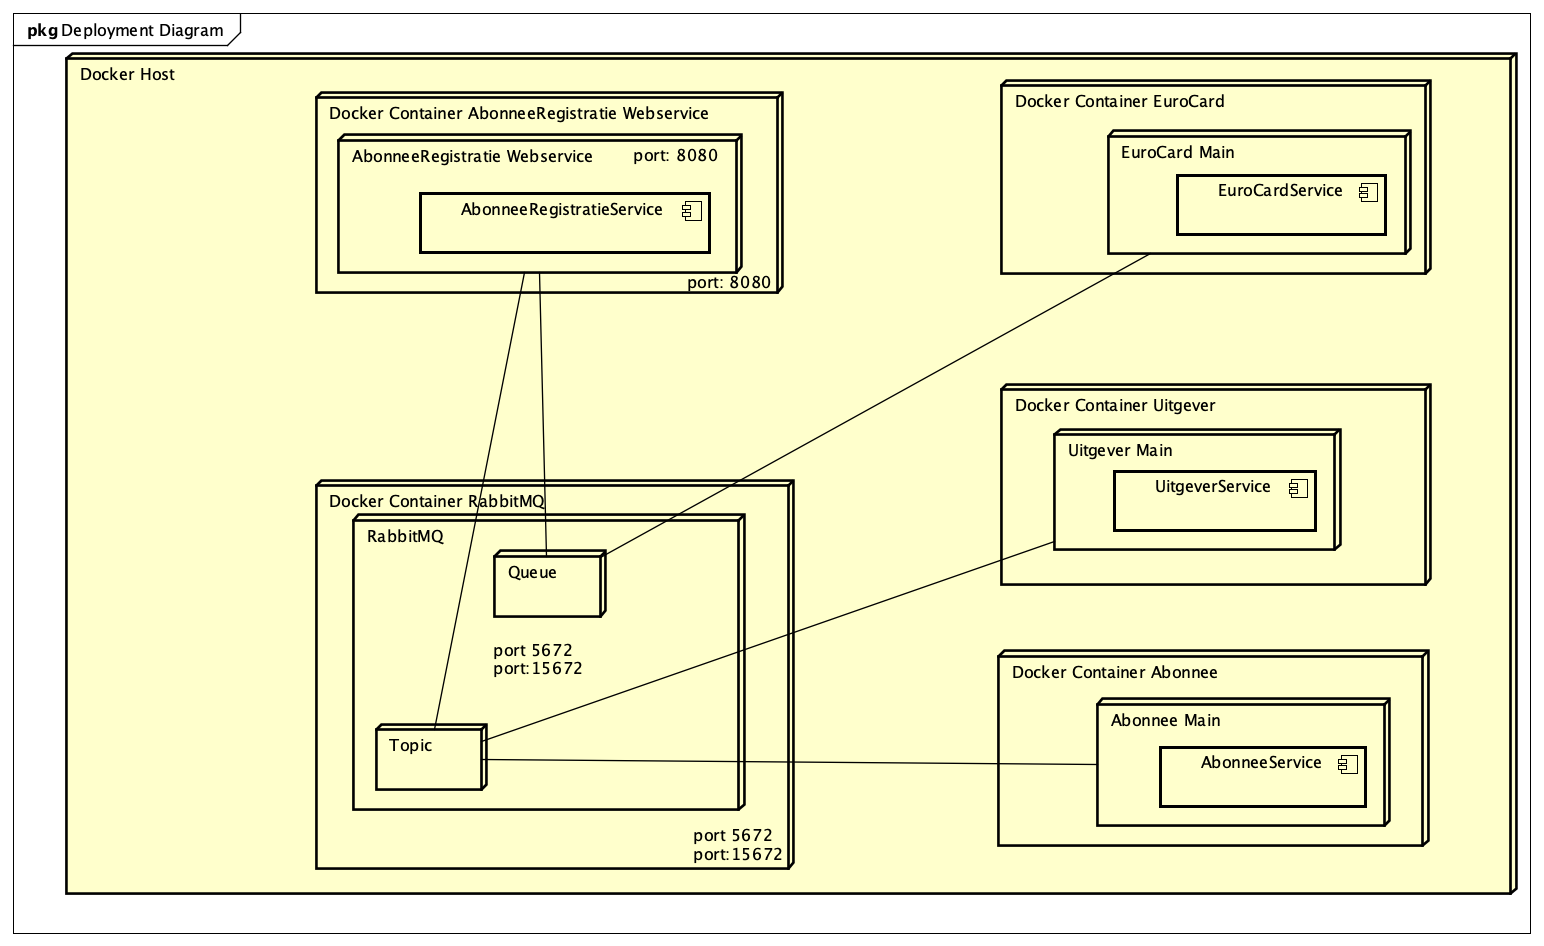 pkg Deployment Diagram
Docker Host
Docker Container AbonneeRegistratie Webservice
AbonneeRegistratie Webservice
port: 8080
AbonneeRegistratieService
port: 8080
Docker Container EuroCard
EuroCard Main
EuroCardService
Docker Container Uitgever
Uitgever Main
UitgeverService
Docker Container RabbitMQ
RabbitMQ
Queue
port 5672
port:15672
Topic
port 5672
port:15672
Docker Container Abonnee
Abonnee Main
AbonneeService